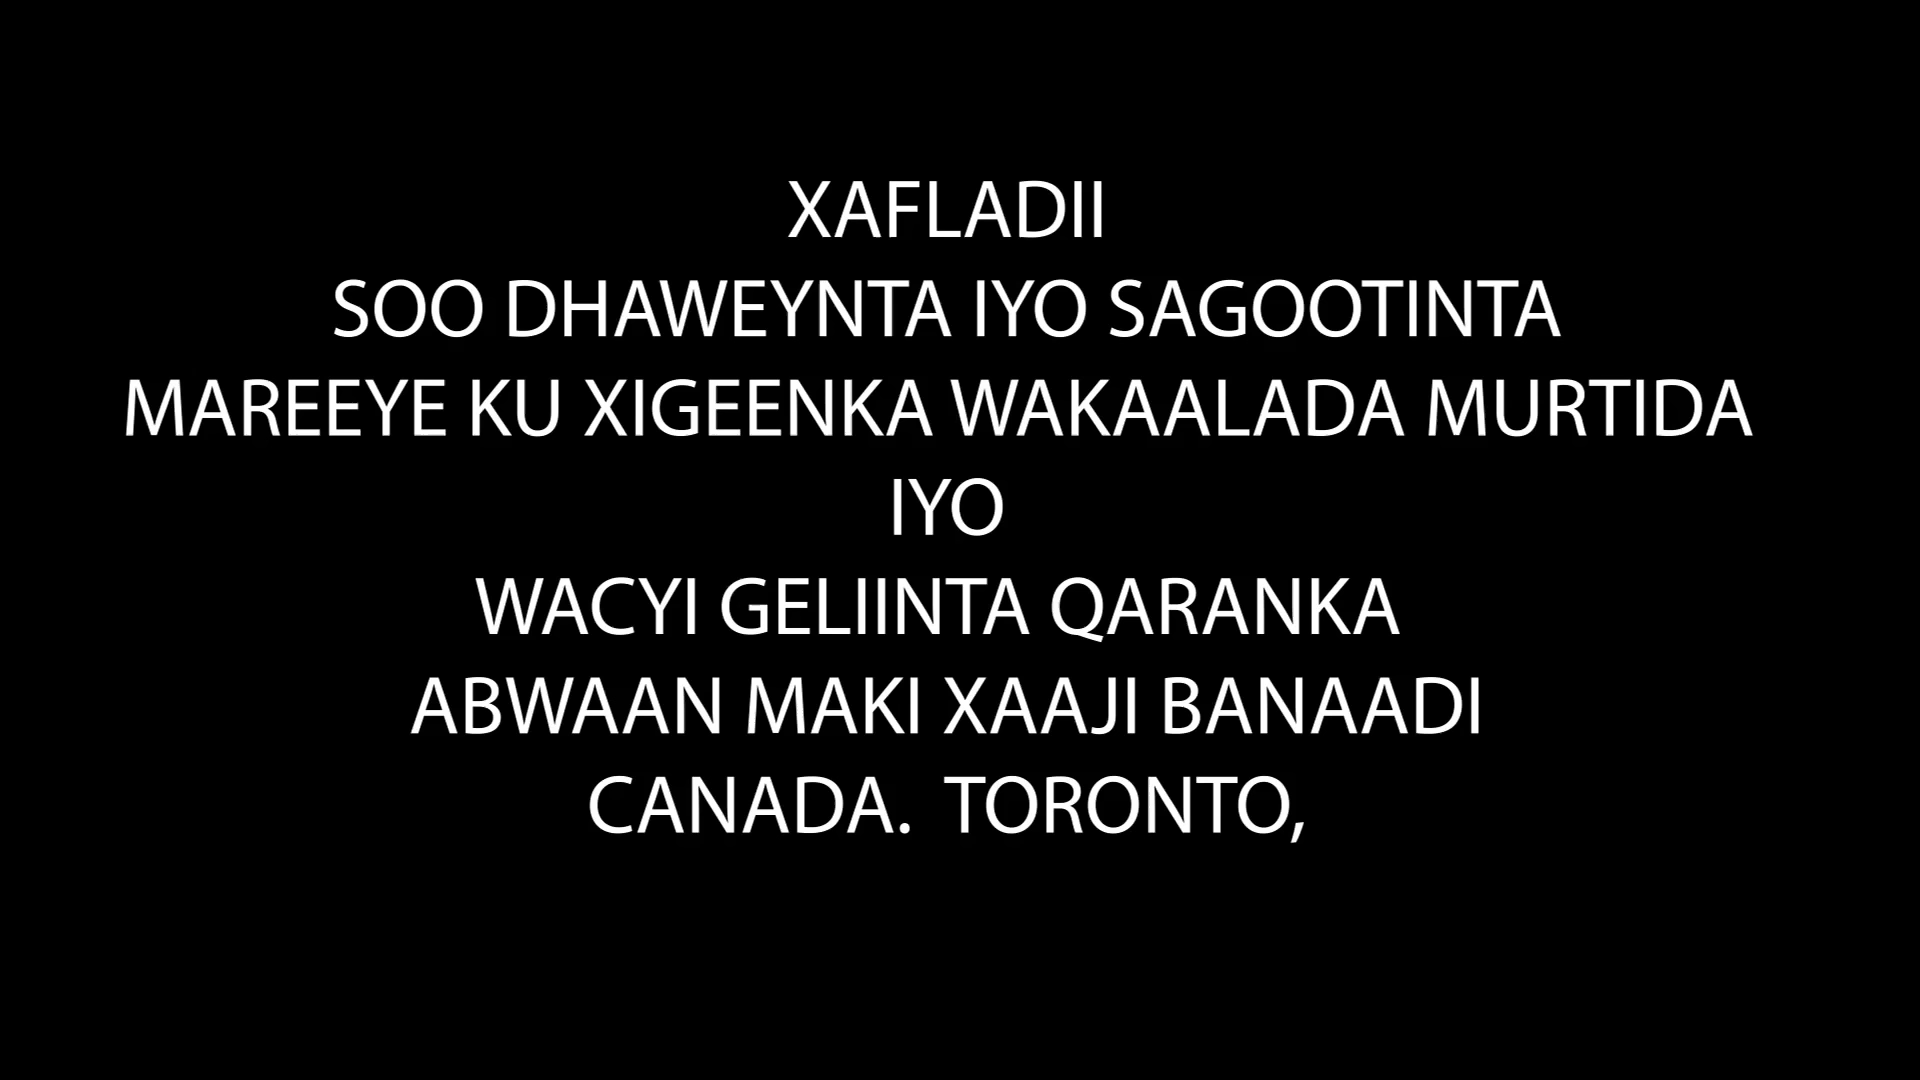 XAFLADII
SOO DHAWEYNTA IYO SAGOOTINTA
MAREEYE KU XIGEENKA WAKAALADA MURTIDA
IYO
WACYI GELIINTA QARANKA
ABWAAN MAKI XAAJI BANAADI
CANADA.  TORONTO,